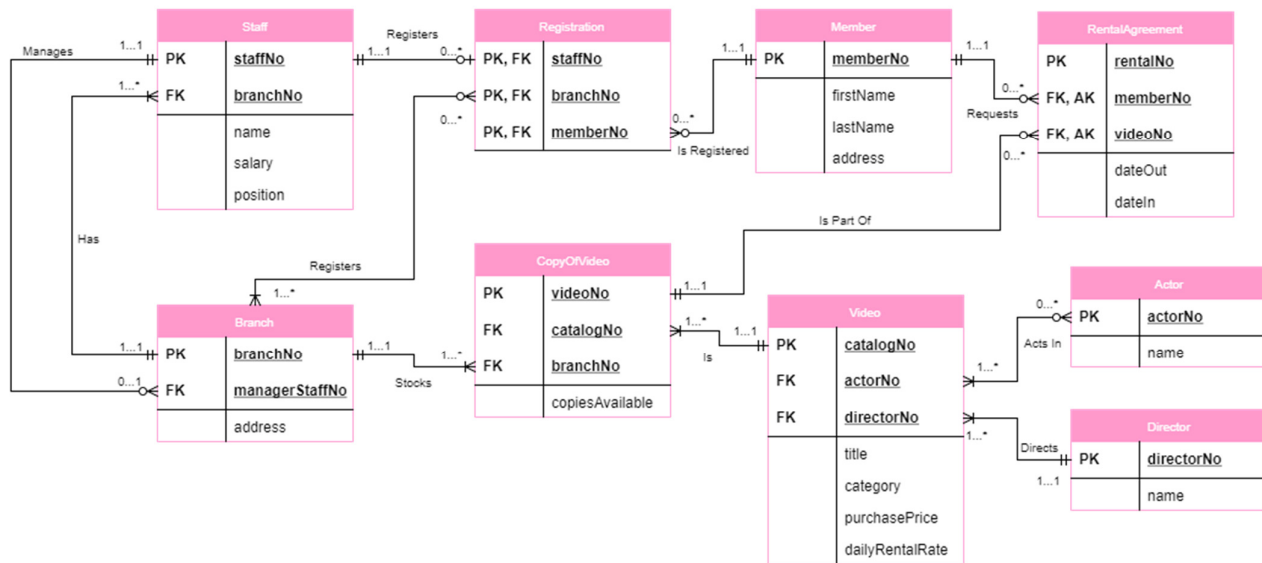 Staff
PK staffNo
FK branchNo
name
salary
position
Manages
1...1
1...*
Has
1...1
Registers
0...*
Registration
PK, FK staffNo
PK, FK branchNo
PK, FK memberNo
0...*
0...*
Is Registered
1...1
Member
PK memberNo
firstName
lastName
address
1...1
Requests
0...*
RentalAgreement
PK rentalNo
FK, AK memberNo
FK, AK videoNo
dateOut
dateIn
0...*
Is Part Of
Registers
1...*
Branch
PK branchNo
FK managerStaffNo
address
1...1
0...1
1...1
Stocks
1...*
CopyOfVideo
PK videoNo
FK catalogNo
FK branchNo
copiesAvailable
1...1
1...*
Is
1...1
Video
PK catalogNo
FK actorNo
FK directorNo
title
category
purchasePrice
dailyRentalRate
0...*
Acts In
1...*
Actor
PK actorNo
name
1...*
Directs
1...1
Director
PK directorNo
name